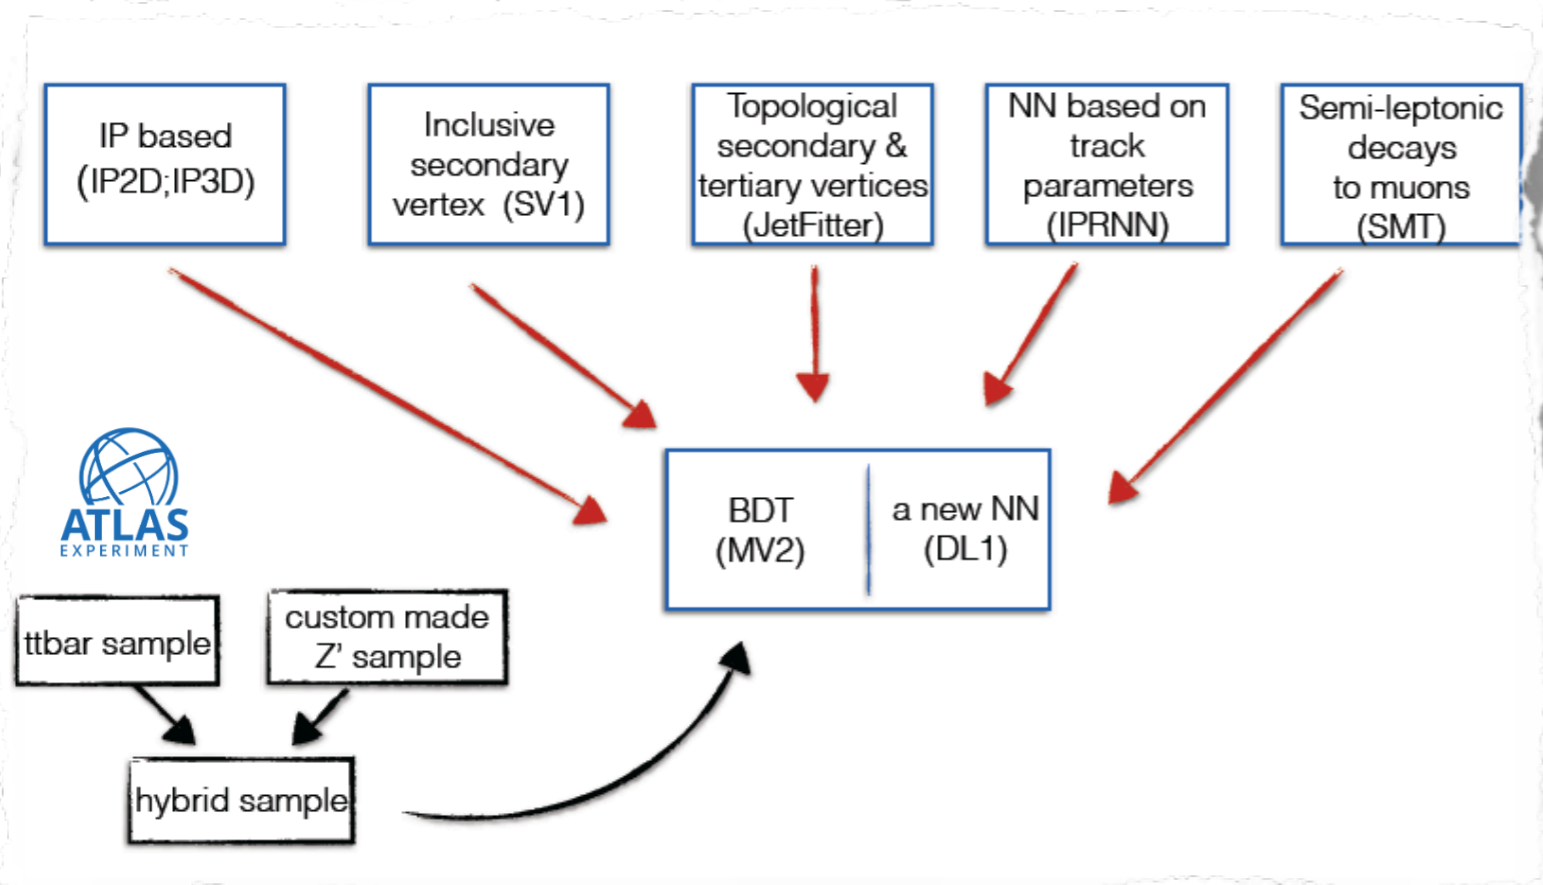 IP based
(IP2D;IP3D)
Inclusive
secondary
vertex (SV1)
Topological
secondary &
tertiary vertices
(JetFitter)
NN based on
track
parameters
(IPRNN)
Semi-leptonic
decays
to muons
(SMT)
BDT
(MV2)
a new NN
(DL1)
ATLAS
EXPERIMENT
ttbar sample
custom made
Z’ sample
hybrid sample